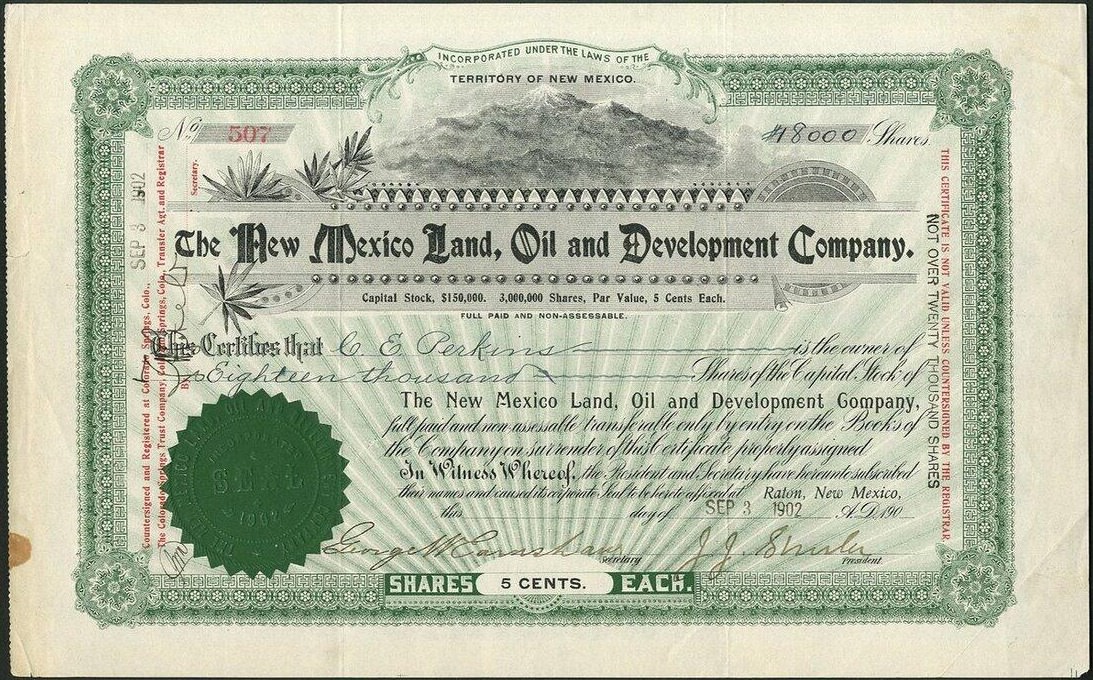 INCORPORATED UNDER THE LAWS OF THE
TERRITORY OF NEW MEXICO.
No. 507
18000 Shares.
The New Mexico Land, Oil and Development Company.
Capital Stock, $150,000. 3,000,000 Shares, Par Value, 5 Cents Each.
FULL PAID AND NON-ASSESSABLE.
This Certifies that C E Perkins is the owner of
Eighteen thousand Shares of the Capital Stock of
The New Mexico Land, Oil and Development Company,
full paid and non-assessable transferable only by entry on the Books of
the Company on surrender of this Certificate properly assigned
In Witness Whereof, the President and Secretary have hereunto subscribed
their names and caused its corporate Seal to be hereto affixed at Raton, New Mexico,
this day of SEP 3 1902 A.D. 190
George W Secretary J. J. Shuler President.
SHARES 5 CENTS. EACH.
Countersigned and Registered at Colorado Springs, Colo.,
SEP 3 1902
The Colorado Springs Trust Company, Colorado Springs, Colo., Transfer Agt. and Registrar
By
Secretary.
SEAL
1902
NOT OVER TWENTY THOUSAND SHARES
THIS CERTIFICATE IS NOT VALID UNLESS COUNTERSIGNED BY THE REGISTRAR